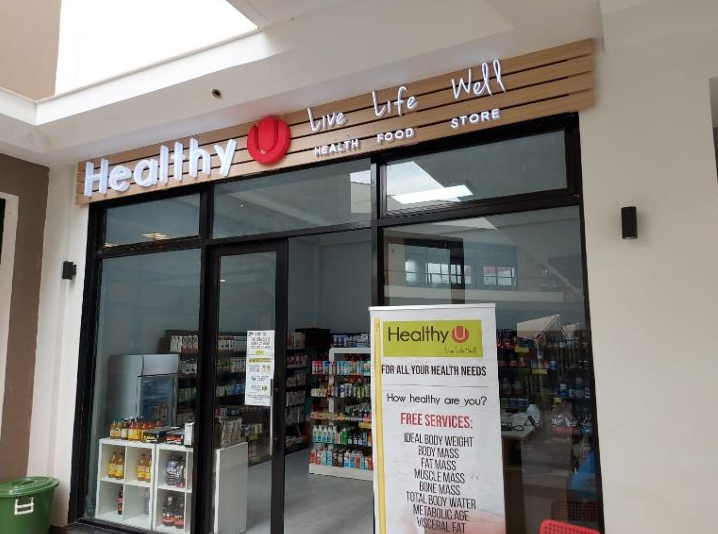 Healthy U
Live Life Well
HEALTH FOOD STORE
Healthy U
Live Life Well
FOR ALL YOUR HEALTH NEEDS
How healthy are you?
FREE SERVICES:
IDEAL BODY WEIGHT
BODY MASS
FAT MASS
MUSCLE MASS
BONE MASS
TOTAL BODY WATER
METABOLIC AGE
VISCERAL FAT